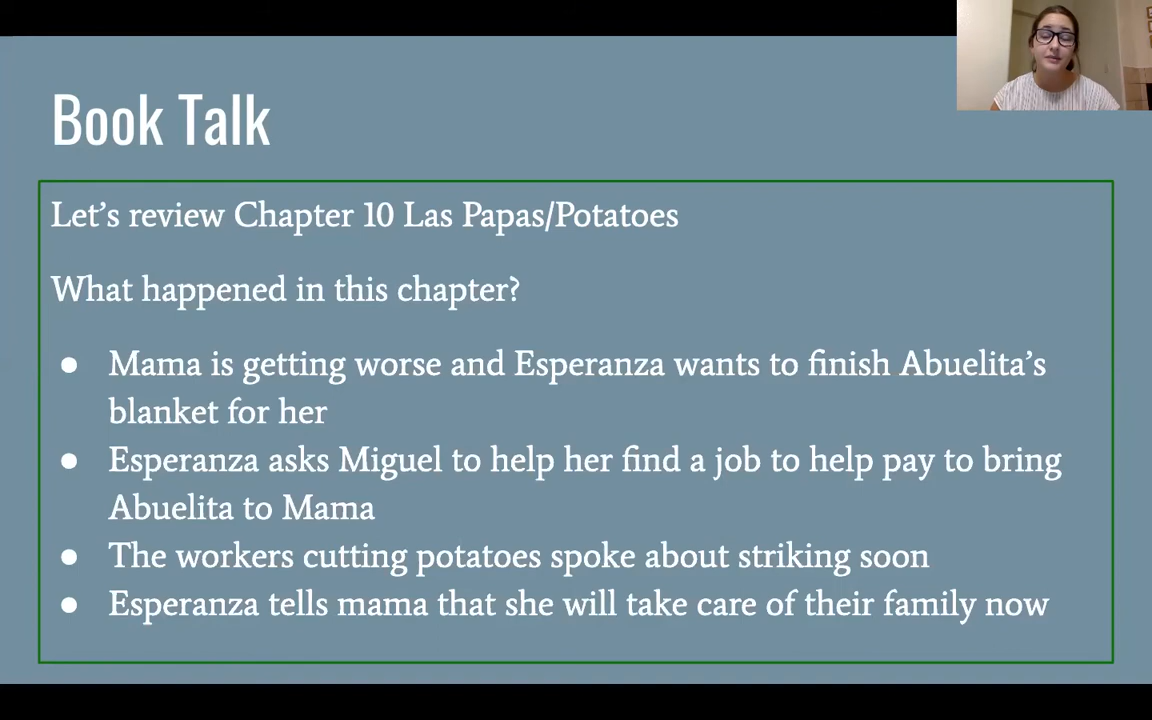 Book Talk
Let's review Chapter 10 Las Papas/Potatoes
What happened in this chapter?
● Mama is getting worse and Esperanza wants to finish Abuelita's
blanket for her
● Esperanza asks Miguel to help her find a job to help pay to bring
Abuelita to Mama
● The workers cutting potatoes spoke about striking soon
● Esperanza tells mama that she will take care of their family now